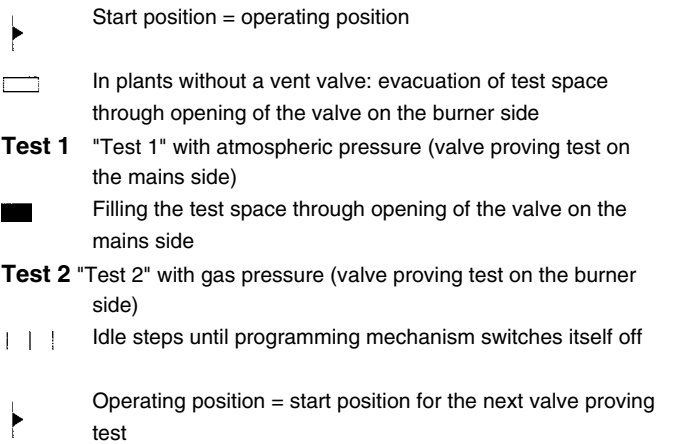 Start position = operating position
In plants without a vent valve: evacuation of test space
through opening of the valve on the burner side
Test 1 "Test 1" with atmospheric pressure (valve proving test on
the mains side)
Filling the test space through opening of the valve on the
mains side
Test 2 "Test 2" with gas pressure (valve proving test on the burner
side)
Idle steps until programming mechanism switches itself off
Operating position = start position for the next valve proving
test